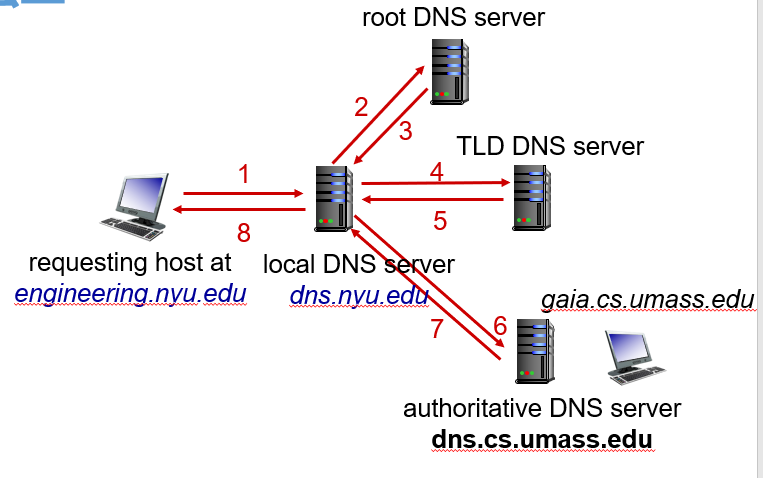 root DNS server
2
3
TLD DNS server
1
4
5
8
requesting host at
engineering.nyu.edu
local DNS server
dns.nyu.edu
gaia.cs.umass.edu
6
7
authoritative DNS server
dns.cs.umass.edu